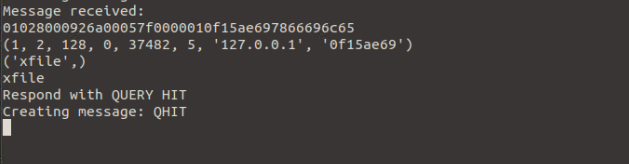 Message received:
01028000926a00057f0000010f15ae697866696c65
(1, 2, 128, 0, 37482, 5, '127.0.0.1', '0f15ae69')
('xfile',)
xfile
Respond with QUERY HIT
Creating message: QHIT